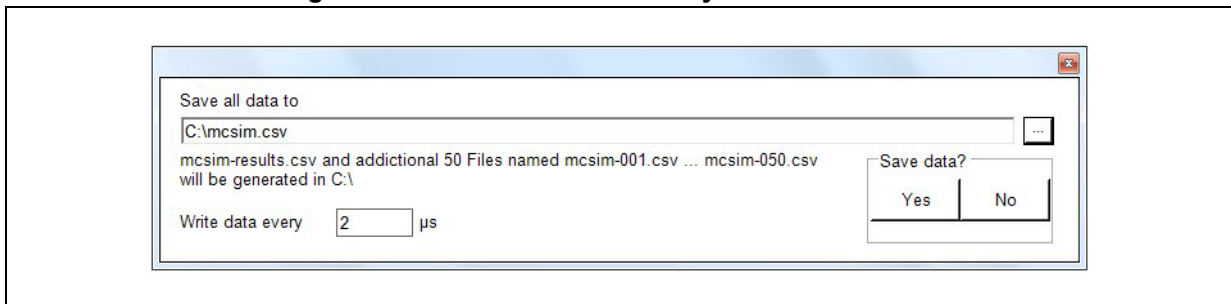 Save all data to
C:\mcsim.csv
...
mcsim-results.csv and addictional 50 Files named mcsim-001.csv ... mcsim-050.csv
will be generated in C:\
Save data?
Yes No
Write data every 2 µs